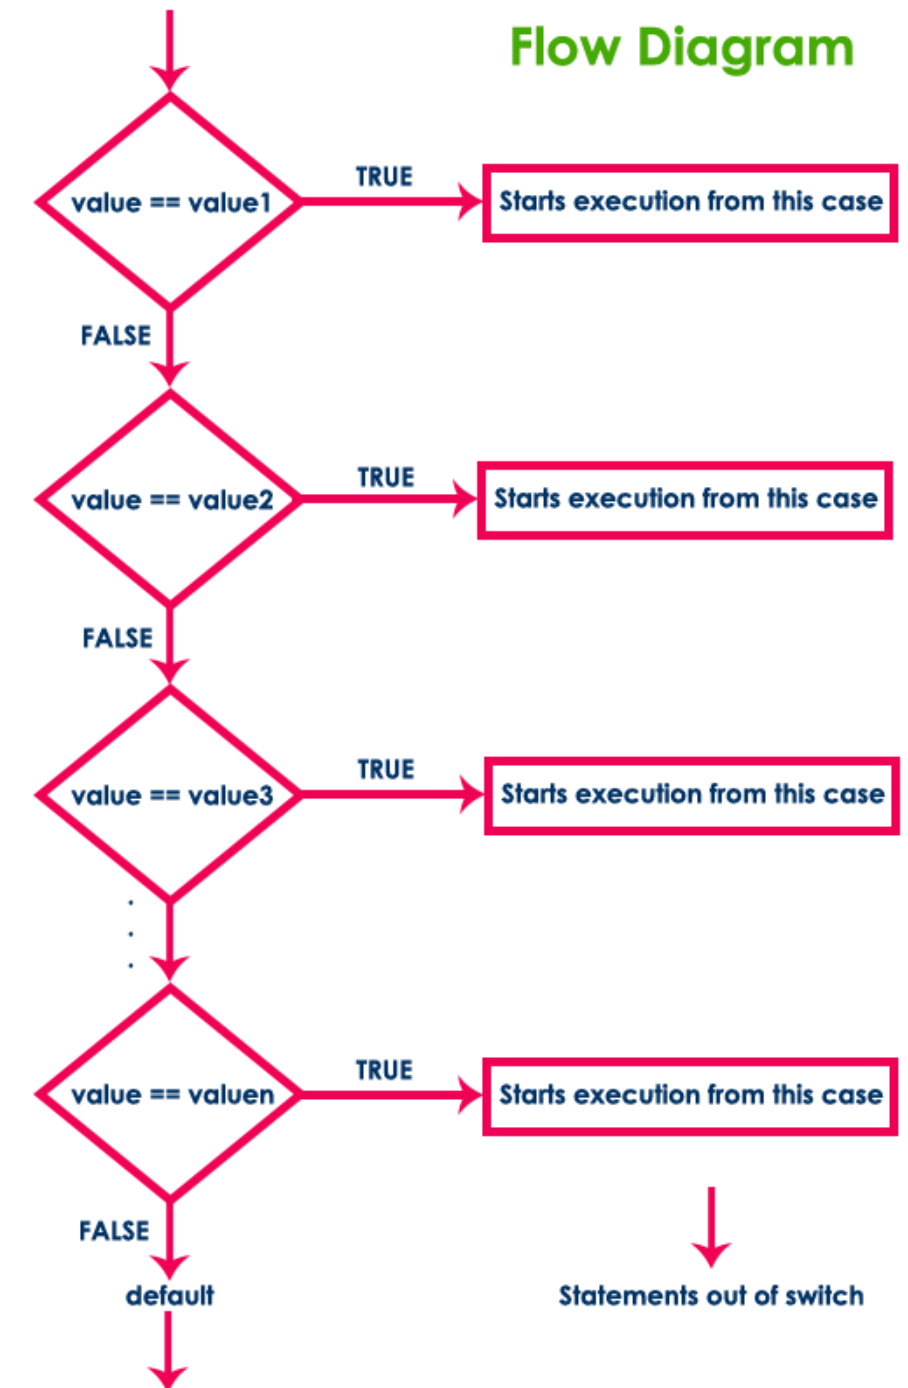 Flow Diagram
value == value1
TRUE
Starts execution from this case
FALSE
value == value2
TRUE
Starts execution from this case
FALSE
value == value3
TRUE
Starts execution from this case
.
.
.
value == valuen
TRUE
Starts execution from this case
FALSE
default
Statements out of switch